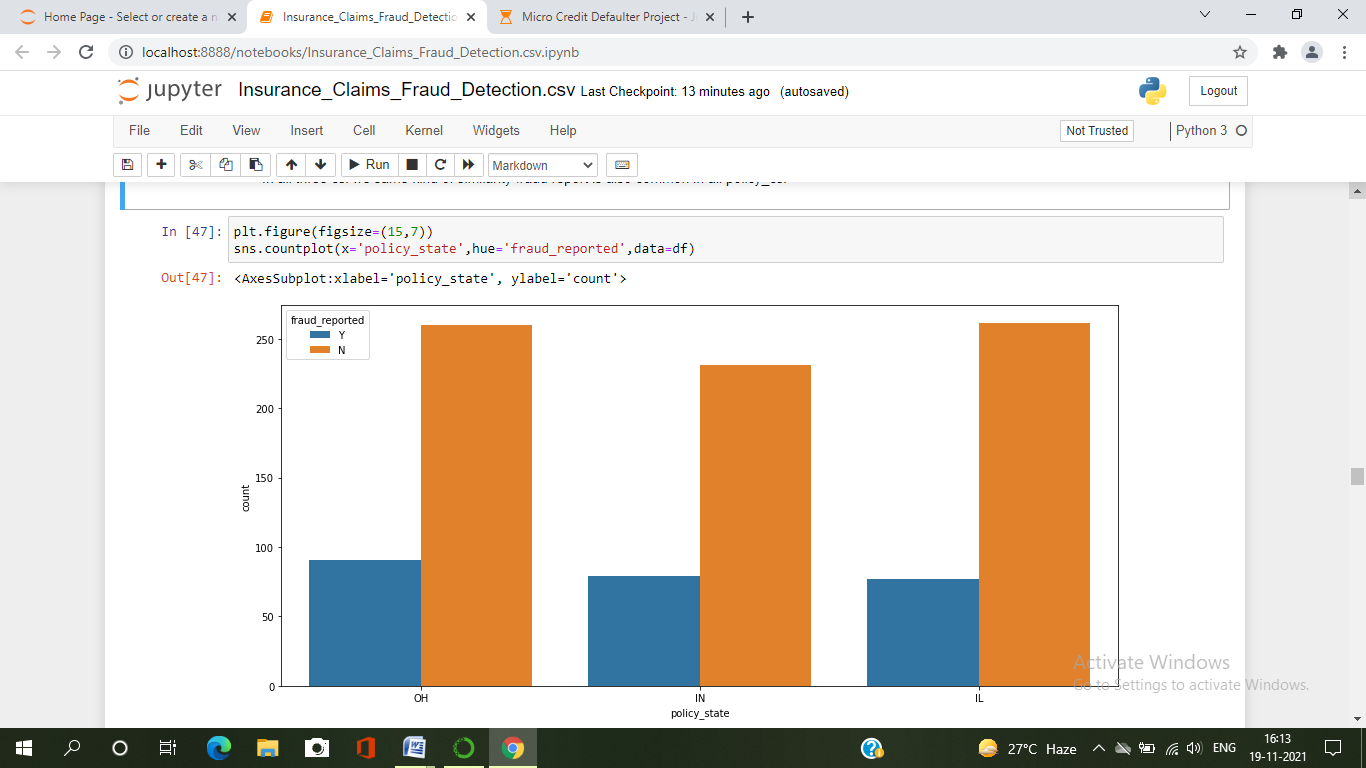 Home Page - Select or create a n
Insurance_Claims_Fraud_Detectio
Micro Credit Defaulter Project - J
localhost:8888/notebooks/Insurance_Claims_Fraud_Detection.csv.ipynb
jupyter Insurance_Claims_Fraud_Detection.csv Last Checkpoint: 13 minutes ago (autosaved)
Logout
File Edit View Insert Cell Kernel Widgets Help
Not Trusted
Python 3
Run
Markdown
In [47]: plt.figure(figsize=(15,7))
sns.countplot(x='policy_state',hue='fraud_reported',data=df)
Out[47]: <AxesSubplot:xlabel='policy_state', ylabel='count'>
fraud_reported
Y
N
250
200
150
100
50
0
count
OH IN IL
policy_state
Activate Windows
Go to Settings to activate Windows.
27°C Haze
ENG
16:13
19-11-2021